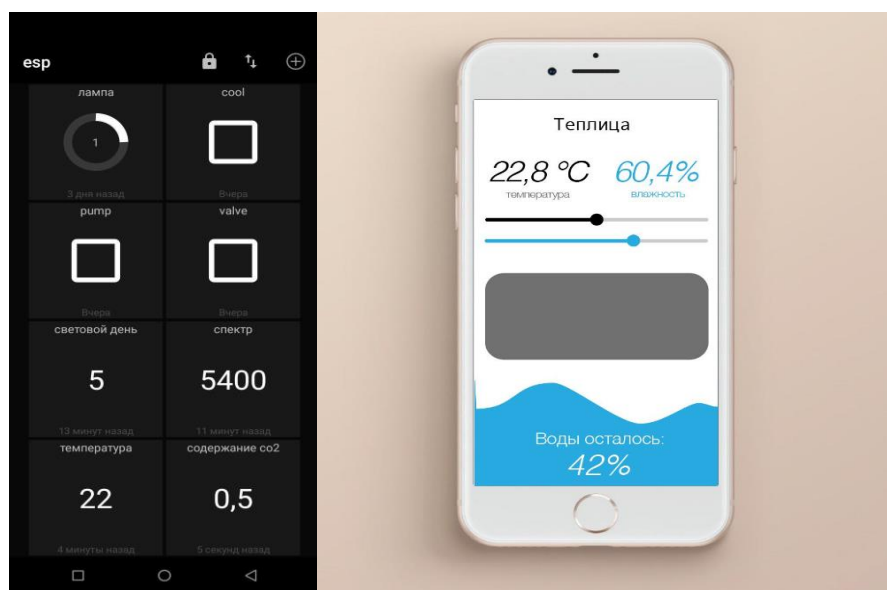 esp
лампа
cool
1
3 дня назад
Вчера
pump
valve
Вчера
Вчера
световой день
спектр
5
5400
13 минут назад
11 минут назад
температура
содержание co2
22
0,5
4 минуты назад
5 секунд назад
Теплица
22,8 °C
60,4%
температура
влажность
Воды осталось:
42%